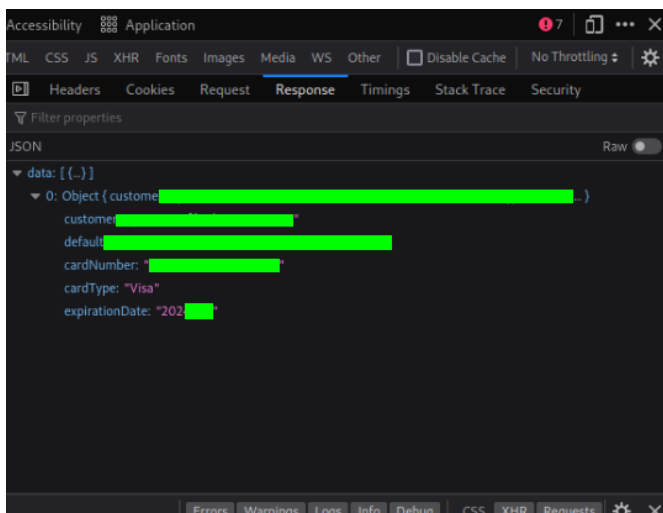 Accessibility Application 7
TML CSS JS XHR Fonts Images Media WS Other Disable Cache No Throttling
Headers Cookies Request Response Timings Stack Trace Security
Filter properties
JSON Raw
data: [ {…} ]
0: Object { custome … }
customer "
default
cardNumber: " "
cardType: "Visa"
expirationDate: "202 "
Errors Warnings Logs Info Debug CSS XHR Requests